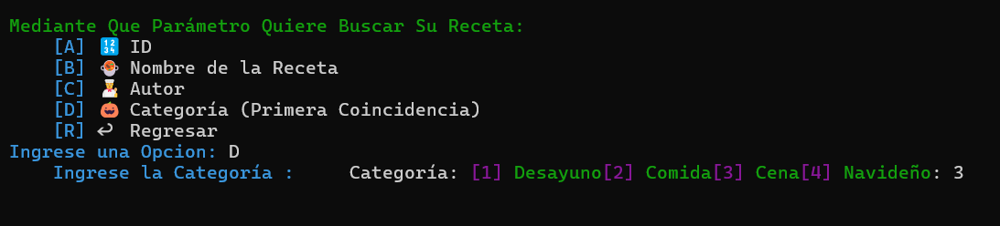 Mediante Que Parámetro Quiere Buscar Su Receta:
[A] 🔢 ID
[B] 🍲 Nombre de la Receta
[C] 👨‍🍳 Autor
[D] 🎃 Categoría (Primera Coincidencia)
[R] ↩ Regresar
Ingrese una Opcion: D
Ingrese la Categoría : Categoría: [1] Desayuno[2] Comida[3] Cena[4] Navideño: 3